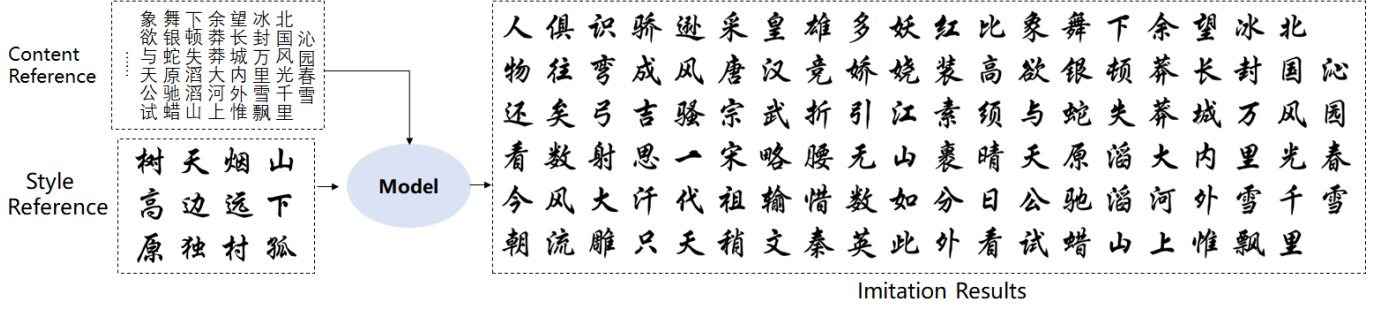 Content
Reference
沁园春雪
北国风光千里
冰封万里雪飘
望长城内外惟
余莽莽大河上
下顿失滔滔山
舞银蛇原驰蜡
象欲与天公试
……
Style
Reference
山下孤
烟远村
天边独
树高原
Model
沁园春雪
北国风光千里
冰封万里雪飘
望长城内外惟
余莽莽大河上
下顿失滔滔山
舞银蛇原驰蜡
象欲与天公试
比高须晴日看
红装素裹分外
妖娆江山如此
多娇引无数英
雄竞折腰惜秦
皇汉武略输文
采唐宗宋祖稍
逊风骚一代天
骄成吉思汗只
识弯弓射大雕
俱往矣数风流
人物还看今朝
Imitation Results